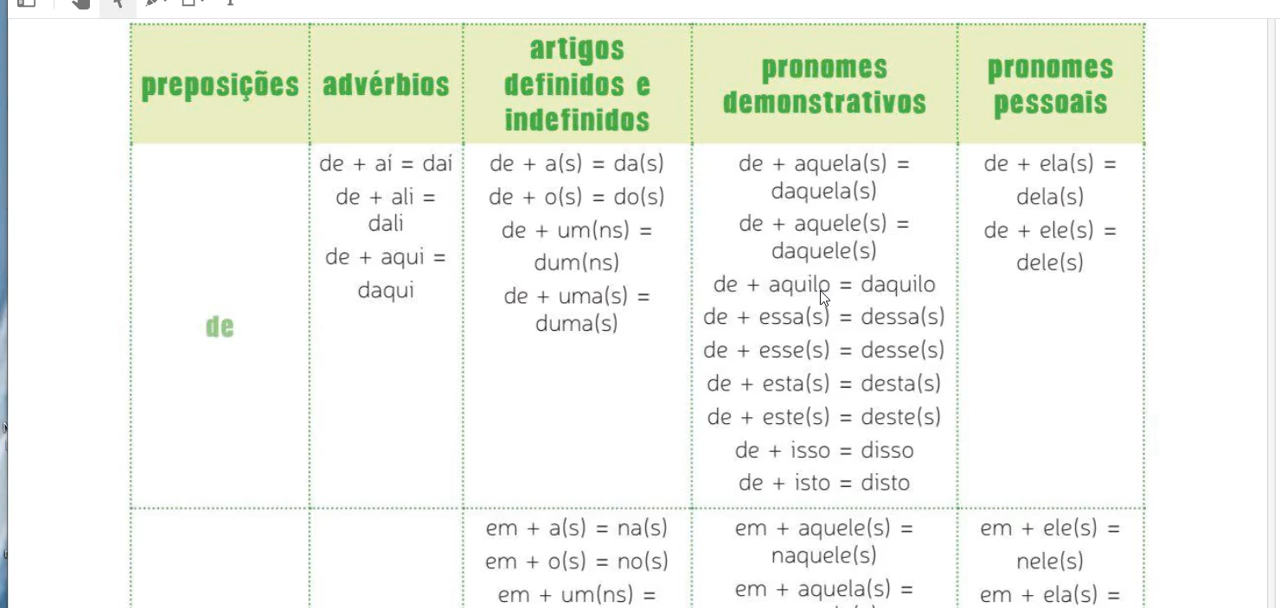 preposições
advérbios
artigos
definidos e
indefinidos
pronomes
demonstrativos
pronomes
pessoais
de
de + aí = daí
de + ali =
dali
de + aqui =
daqui
de + a(s) = da(s)
de + o(s) = do(s)
de + um(ns) =
dum(ns)
de + uma(s) =
duma(s)
de + aquela(s) =
daquela(s)
de + aquele(s) =
daquele(s)
de + aquilo = daquilo
de + essa(s) = dessa(s)
de + esse(s) = desse(s)
de + esta(s) = desta(s)
de + este(s) = deste(s)
de + isso = disso
de + isto = disto
de + ela(s) =
dela(s)
de + ele(s) =
dele(s)
em + a(s) = na(s)
em + o(s) = no(s)
em + um(ns) =
em + aquele(s) =
naquele(s)
em + aquela(s) =
em + ele(s) =
nele(s)
em + ela(s) =